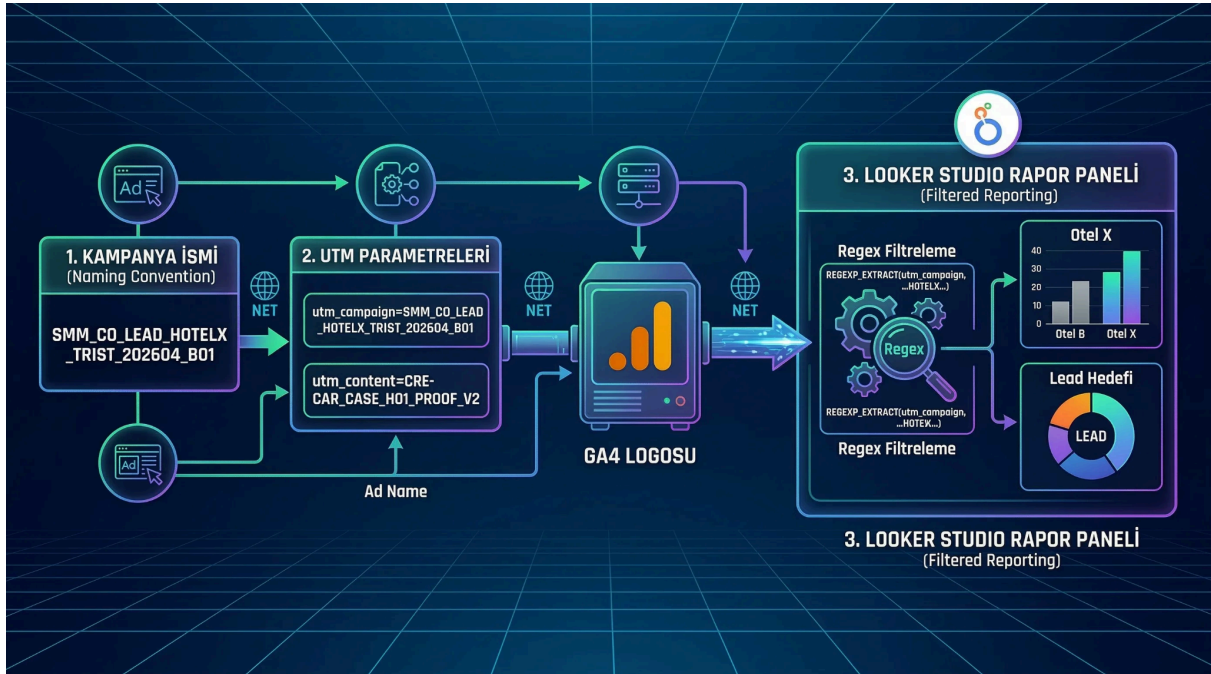 Ad
1. KAMPANYA İSMİ
(Naming Convention)
SMM_CO_LEAD_HOTELX
_TRIST_202604_B01
Ad
NET
2. UTM PARAMETRELERİ
utm_campaign=SMM_CO_LEAD
_HOTELX_TRIST_202604_B01
utm_content=CRE-
CAR_CASE_H01_PROOF_V2
Ad Name
NET
GA4 LOGOSU
NET
3. LOOKER STUDIO RAPOR PANELİ
(Filtered Reporting)
Regex Filtreleme
REGEXP_EXTRACT(utm_campaign,
...HOTELX...)
Regex
REGEXP_EXTRACT(utm_campaign,
...HOTEX...)
Regex Filtreleme
Otel X
40
30
20
10
0
Otel B
Otel X
Lead Hedefi
LEAD
3. LOOKER STUDIO RAPOR PANELİ
(Filtered Reporting)